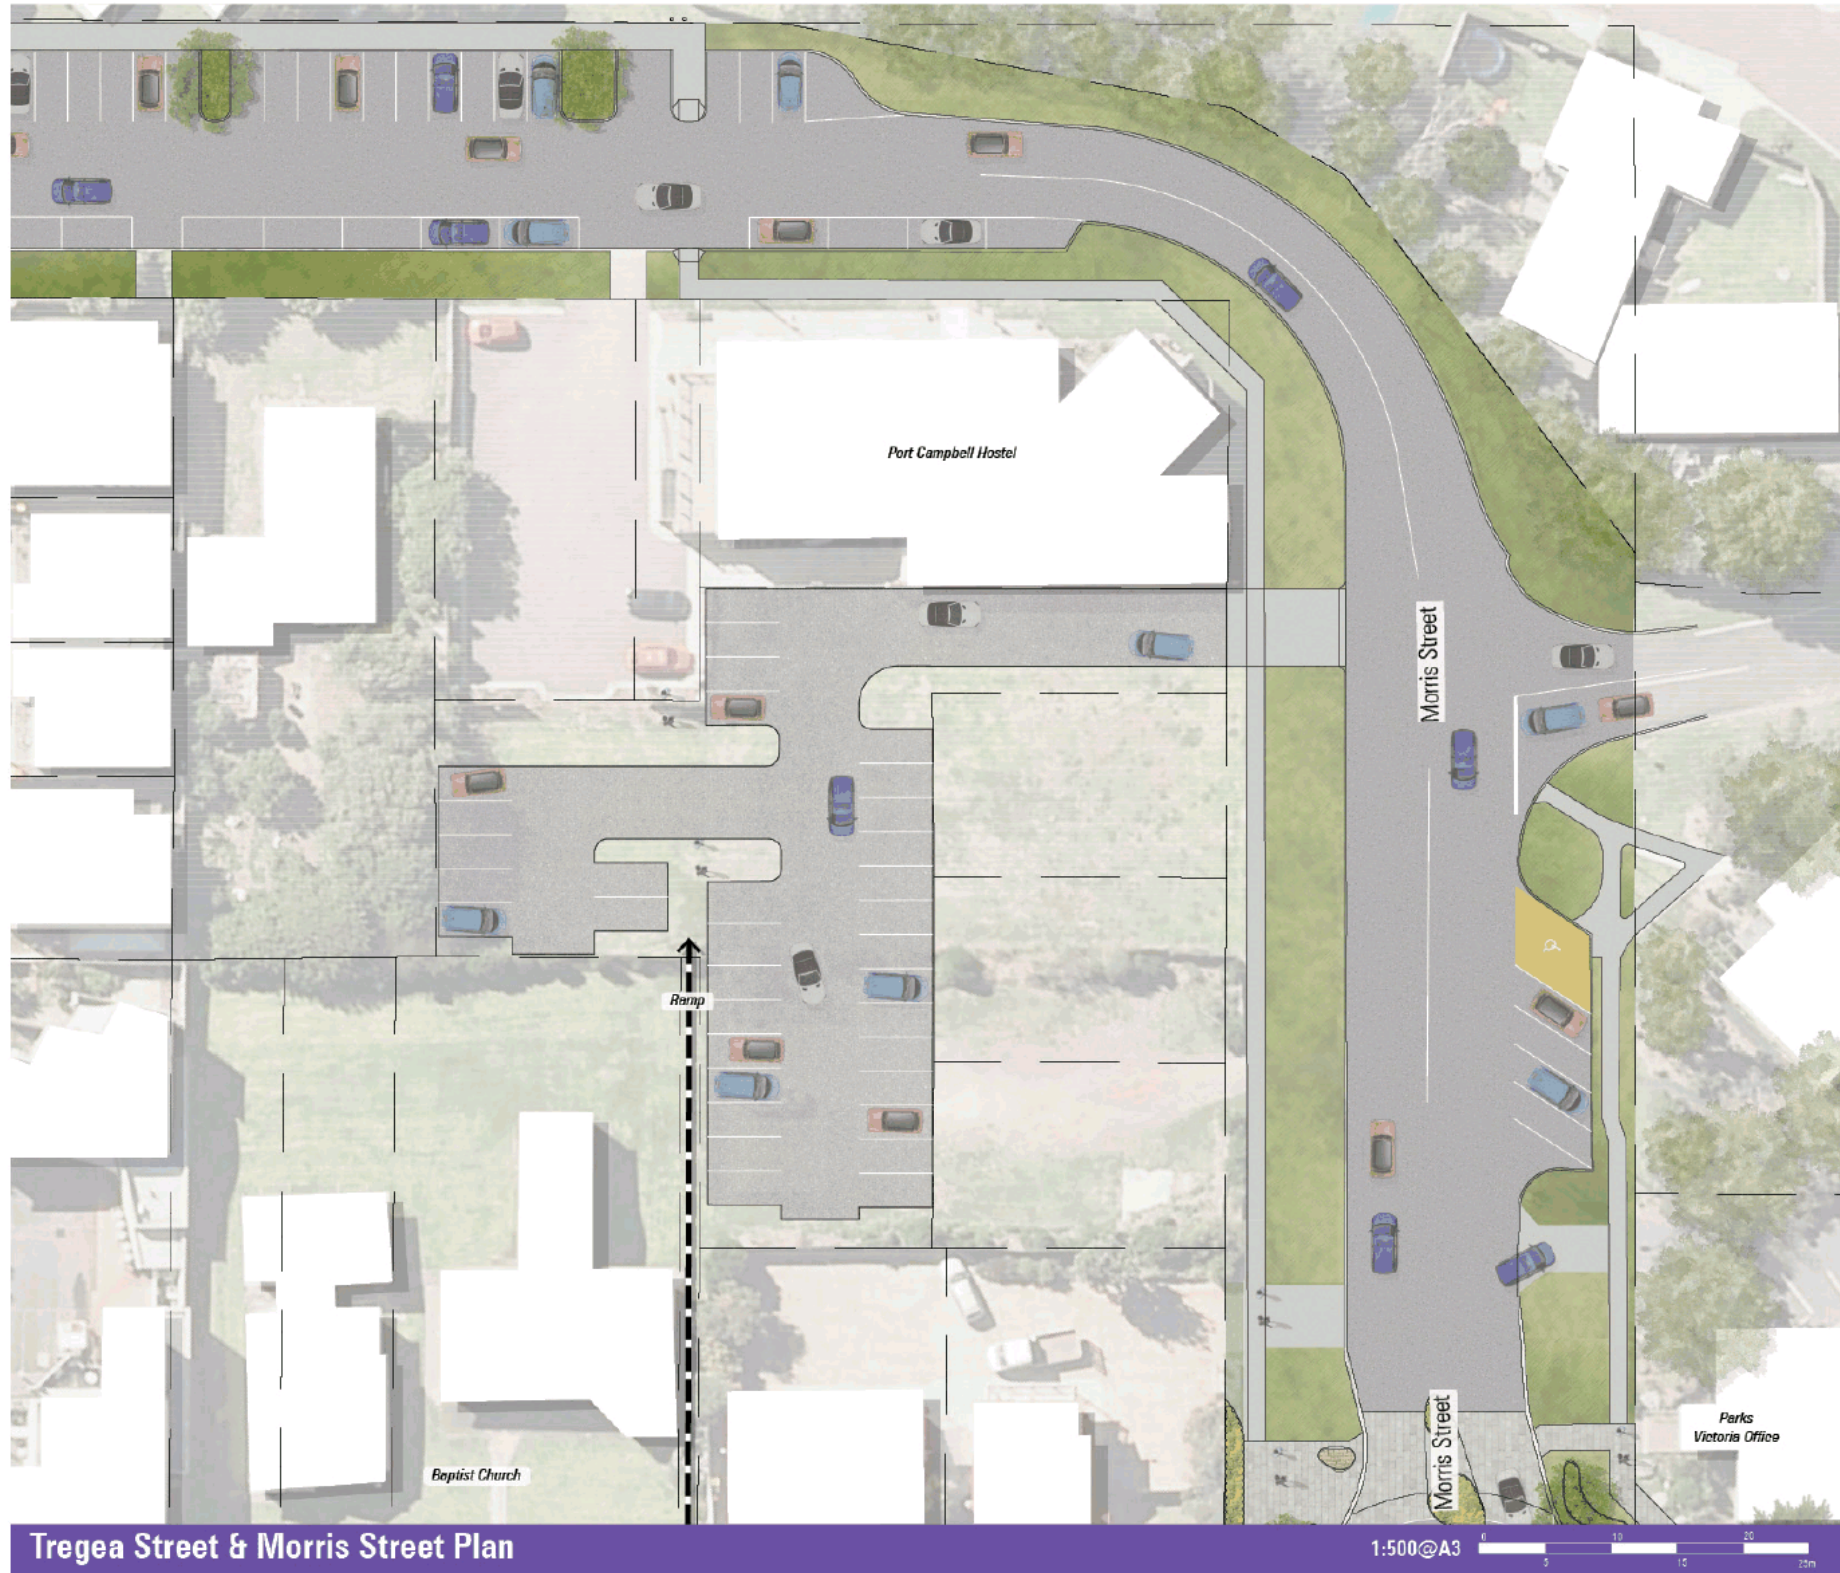 Port Campbell Hostel
Morris Street
Ramp
Morris Street
Parks
Victoria Office
Baptist Church
Tregea Street & Morris Street Plan
1:500@A3
0 10 20
5 15 25m